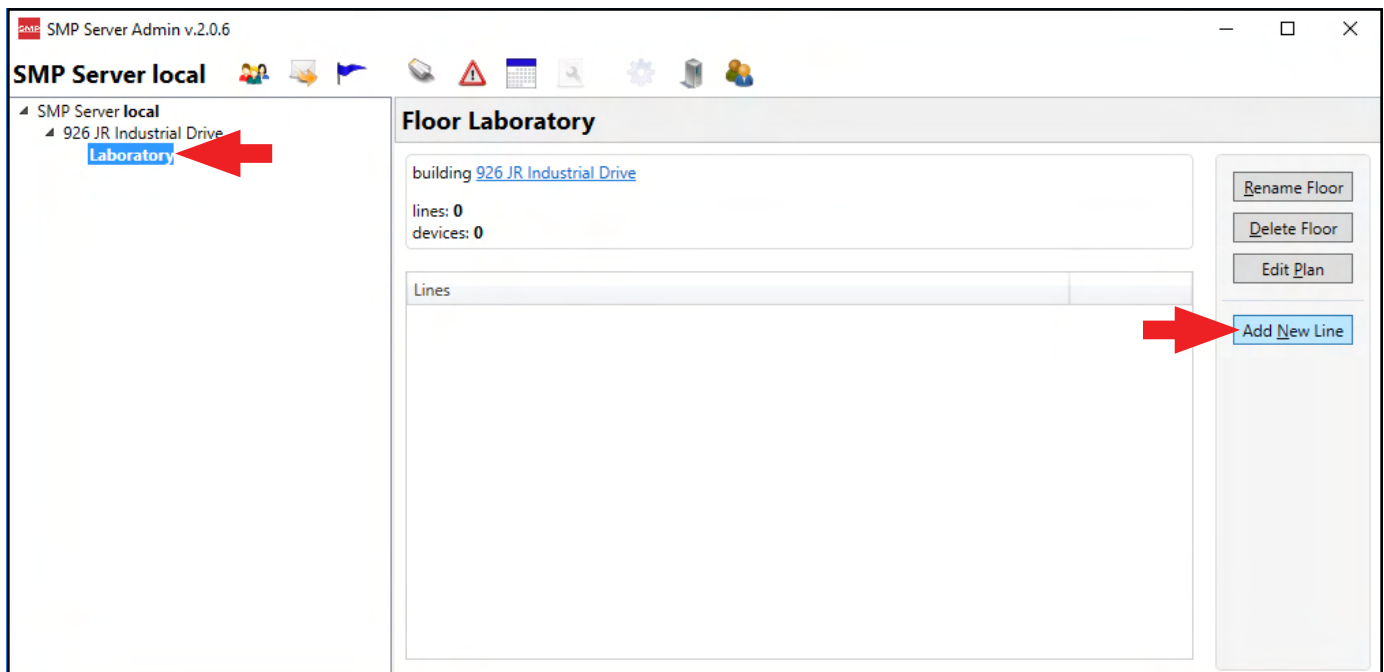 SMP SMP Server Admin v.2.0.6
SMP Server local
SMP Server local
926 JR Industrial Drive
Laboratory
Floor Laboratory
building 926 JR Industrial Drive
lines: 0
devices: 0
Lines
Rename Floor
Delete Floor
Edit Plan
Add New Line